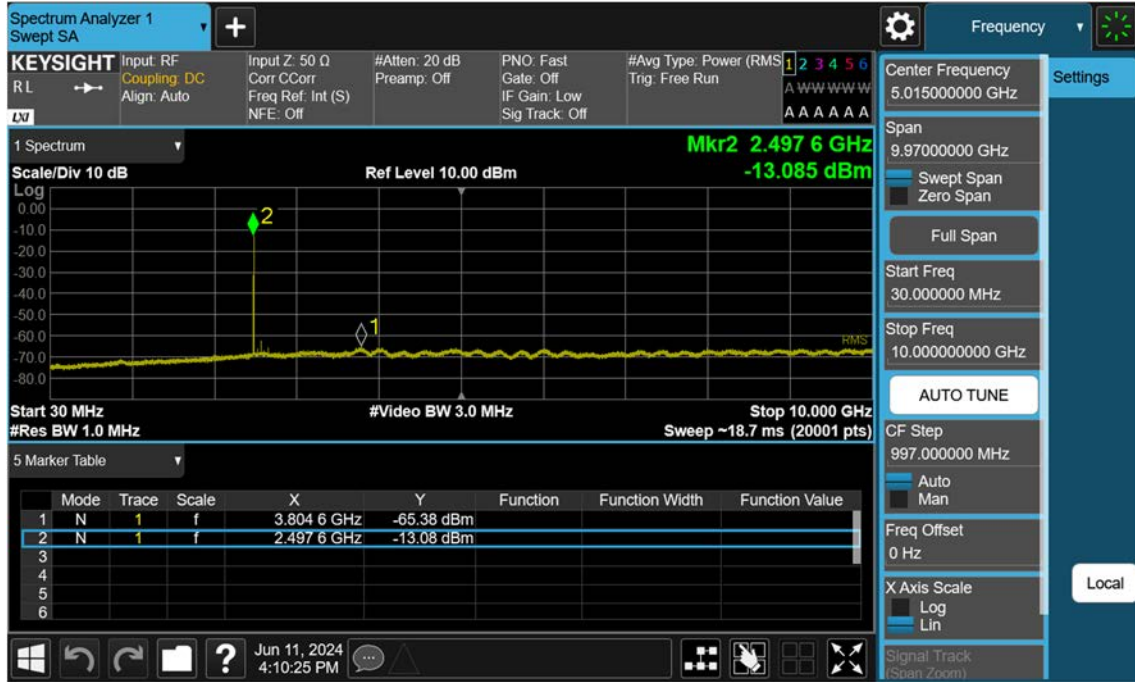 Spectrum Analyzer 1
Swept SA
Frequency
KEYSIGHT
R L
LXI
Input: RF
Coupling: DC
Align: Auto
Input Z: 50 Ω
Corr CCorr
Freq Ref: Int (S)
NFE: Off
#Atten: 20 dB
Preamp: Off
PNO: Fast
Gate: Off
IF Gain: Low
Sig Track: Off
#Avg Type: Power (RMS
Trig: Free Run
1 2 3 4 5 6
A W W W W W
A A A A A A
1 Spectrum
Scale/Div 10 dB
Ref Level 10.00 dBm
Mkr2 2.497 6 GHz
-13.085 dBm
Log
0.00
-10.0
-20.0
-30.0
-40.0
-50.0
-60.0
-70.0
-80.0
2
1
RMS
Start 30 MHz
#Video BW 3.0 MHz
Stop 10.000 GHz
#Res BW 1.0 MHz
Sweep ~18.7 ms (20001 pts)
5 Marker Table
Mode Trace Scale X Y Function Function Width Function Value
1 N 1 f 3.804 6 GHz -65.38 dBm
2 N 1 f 2.497 6 GHz -13.08 dBm
3
4
5
6
Jun 11, 2024
4:10:25 PM
Center Frequency
5.015000000 GHz
Settings
Span
9.97000000 GHz
Swept Span
Zero Span
Full Span
Start Freq
30.000000 MHz
Stop Freq
10.000000000 GHz
AUTO TUNE
CF Step
997.000000 MHz
Auto
Man
Freq Offset
0 Hz
X Axis Scale
Log
Lin
Local
Signal Track
(Span Zoom)